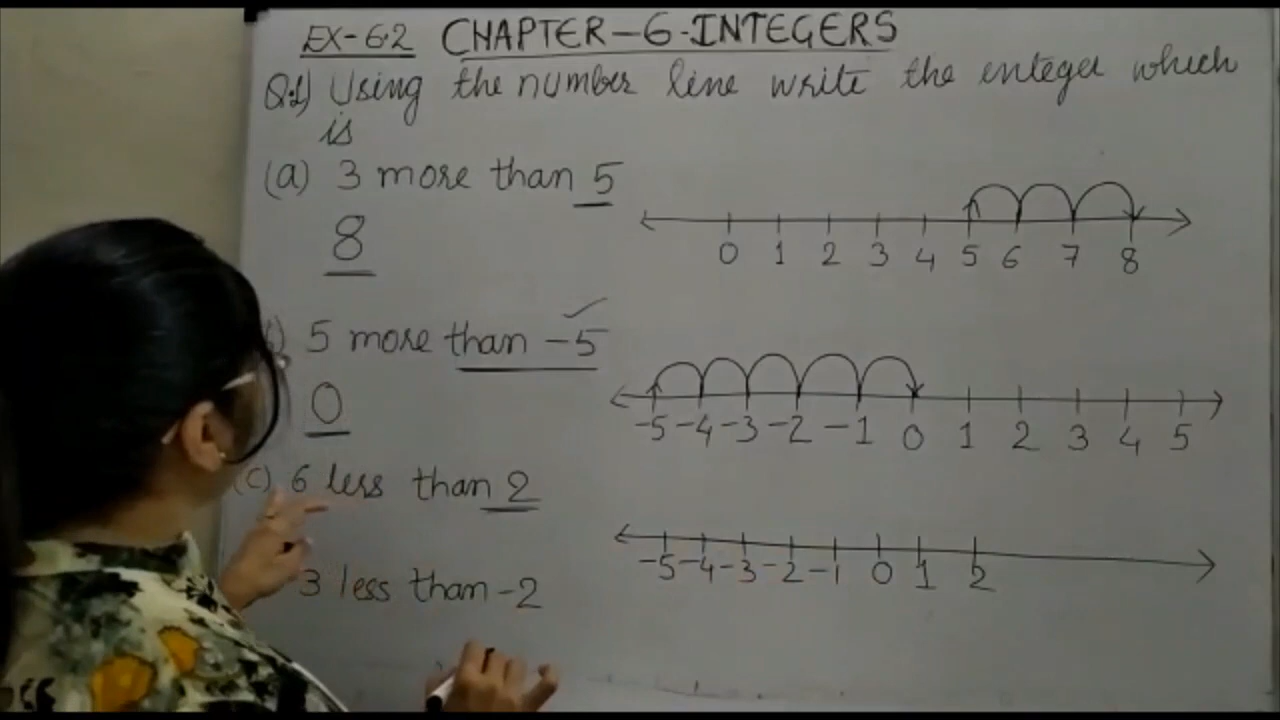 EX-6.2 CHAPTER-6-INTEGERS
Q.1) Using the number line write the integer which
is
(a) 3 more than 5
8
0 1 2 3 4 5 6 7 8
5 more than -5
0
-5 -4 -3 -2 -1 0 1 2 3 4 5
(c) 6 less than 2
-5 -4 -3 -2 -1 0 1 2
3 less than -2